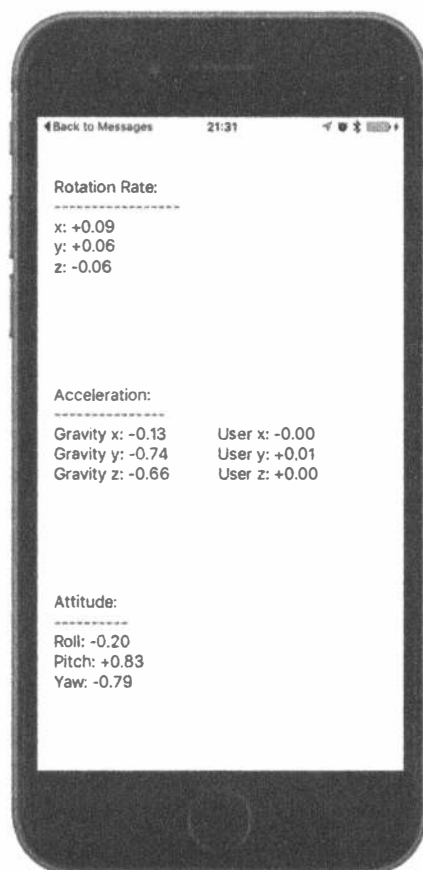 Back to Messages 21:31
Rotation Rate:
------------------
x: +0.09
y: +0.06
z: -0.06
Acceleration:
----------------
Gravity x: -0.13 User x: -0.00
Gravity y: -0.74 User y: +0.01
Gravity z: -0.66 User z: +0.00
Attitude:
-----------
Roll: -0.20
Pitch: +0.83
Yaw: -0.79